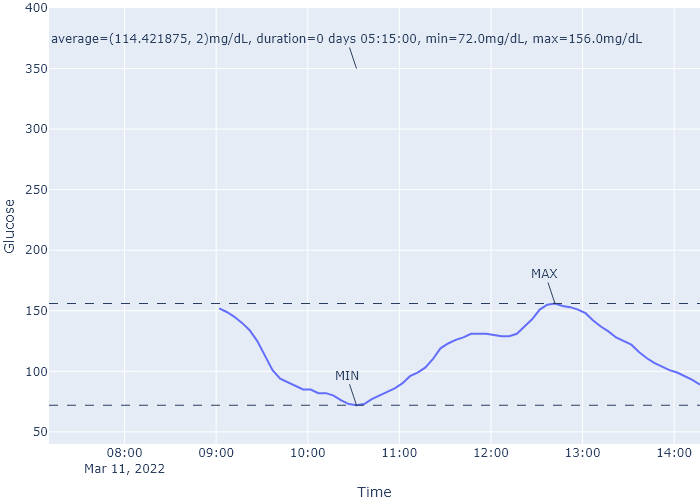 400
average=(114.421875, 2)mg/dL, duration=0 days 05:15:00, min=72.0mg/dL, max=156.0mg/dL
350
300
250
200
MAX
150
MIN
100
50
Glucose
08:00 09:00 10:00 11:00 12:00 13:00 14:00
Mar 11, 2022
Time